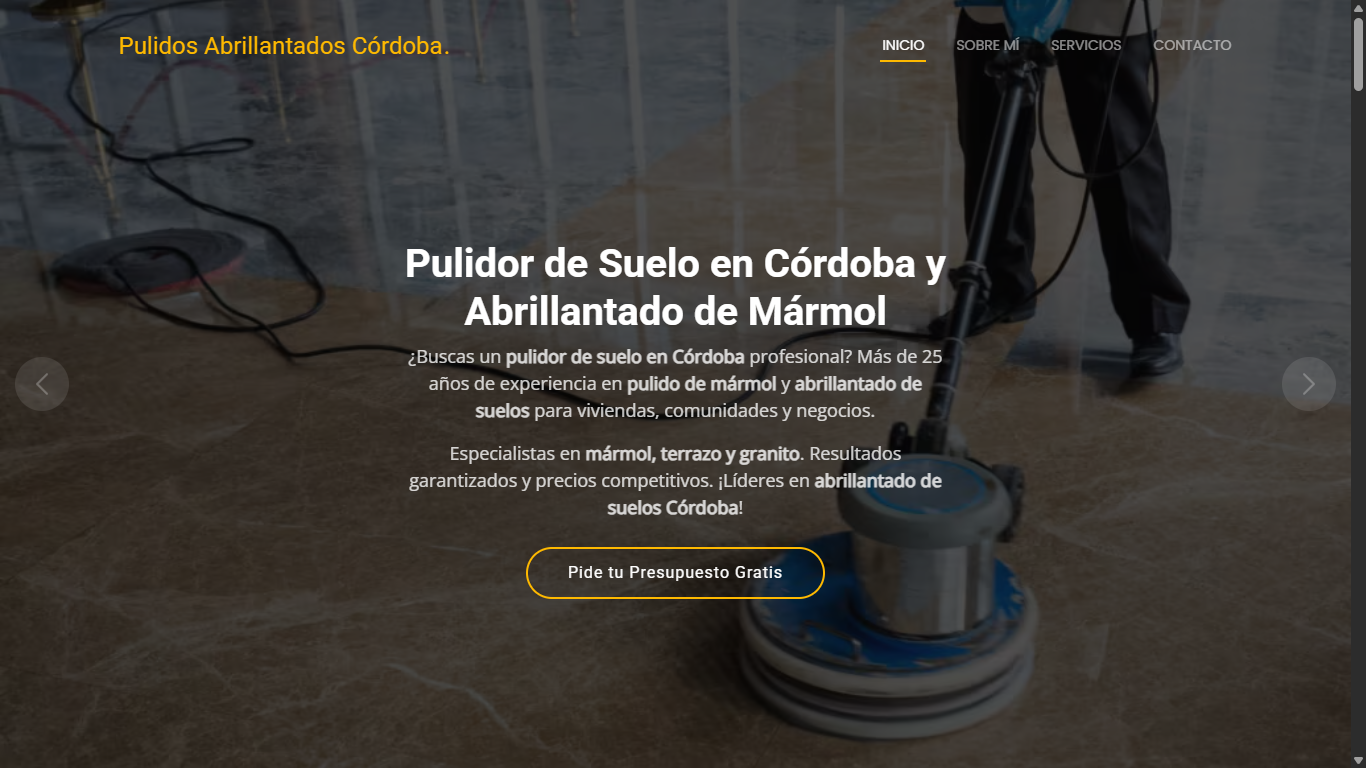 Pulidos Abrillantados Córdoba.
INICIO SOBRE MÍ SERVICIOS CONTACTO
Pulidor de Suelo en Córdoba y
Abrillantado de Mármol
¿Buscas un pulidor de suelo en Córdoba profesional? Más de 25
años de experiencia en pulido de mármol y abrillantado de
suelos para viviendas, comunidades y negocios.
Especialistas en mármol, terrazo y granito. Resultados
garantizados y precios competitivos. ¡Líderes en abrillantado de
suelos Córdoba!
Pide tu Presupuesto Gratis